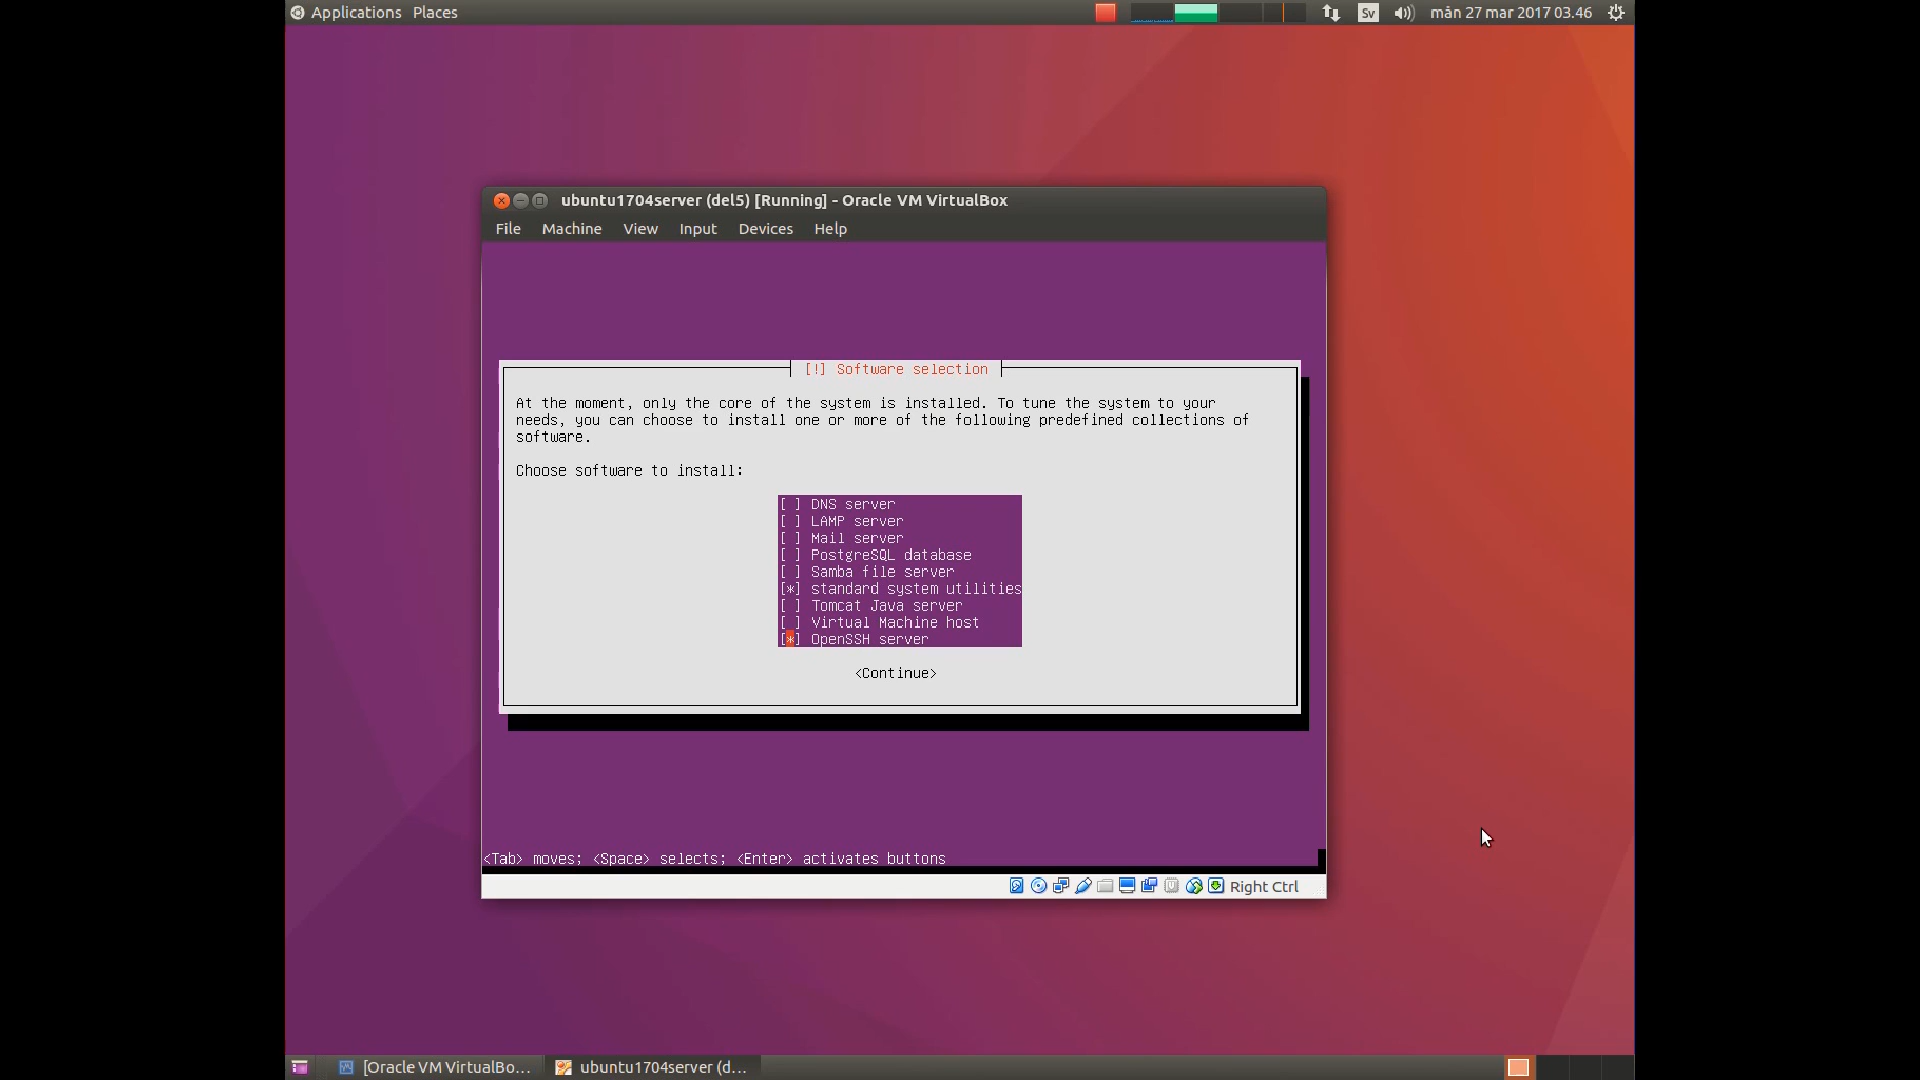 Applications Places
Sv
mån 27 mar 2017 03.46
ubuntu1704server (del5) [Running] - Oracle VM VirtualBox
File Machine View Input Devices Help
[!] Software selection
At the moment, only the core of the system is installed. To tune the system to your
needs, you can choose to install one or more of the following predefined collections of
software.
Choose software to install:
[ ] DNS server
[ ] LAMP server
[ ] Mail server
[ ] PostgreSQL database
[ ] Samba file server
[*] standard system utilities
[ ] Tomcat Java server
[ ] Virtual Machine host
[*] OpenSSH server
<Continue>
<Tab> moves; <Space> selects; <Enter> activates buttons
Right Ctrl
[Oracle VM VirtualBo...
ubuntu1704server (d...